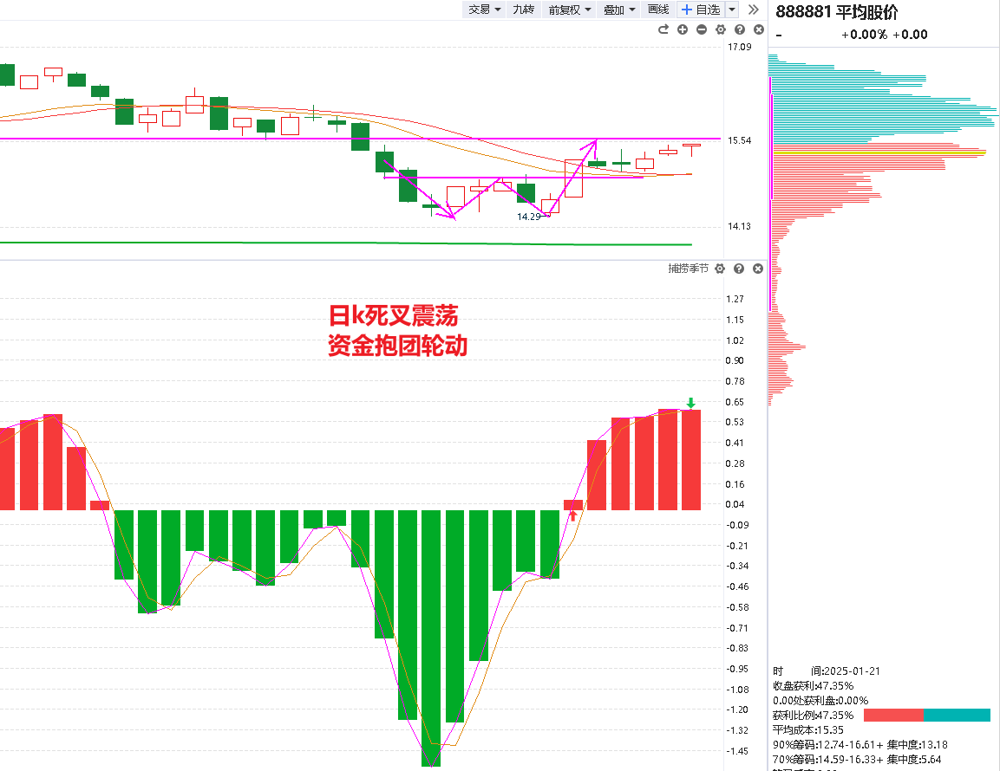 交易 九转 前复权 叠加 画线 +自选
888881 平均股价
- +0.00% +0.00
17.09
15.54
14.29
14.13
捕捞季节
日k死叉震荡
资金抱团轮动
1.27
1.15
1.02
0.90
0.78
0.65
0.53
0.41
0.28
0.16
0.04
-0.09
-0.21
-0.34
-0.46
-0.58
-0.71
-0.83
-0.95
-1.08
-1.20
-1.32
-1.45
时 间:2025-01-21
收盘获利:47.35%
0.00处获利盘:0.00%
获利比例:47.35%
平均成本:15.35
90%筹码:12.74-16.61+ 集中度:13.18
70%筹码:14.59-16.33+ 集中度:5.64